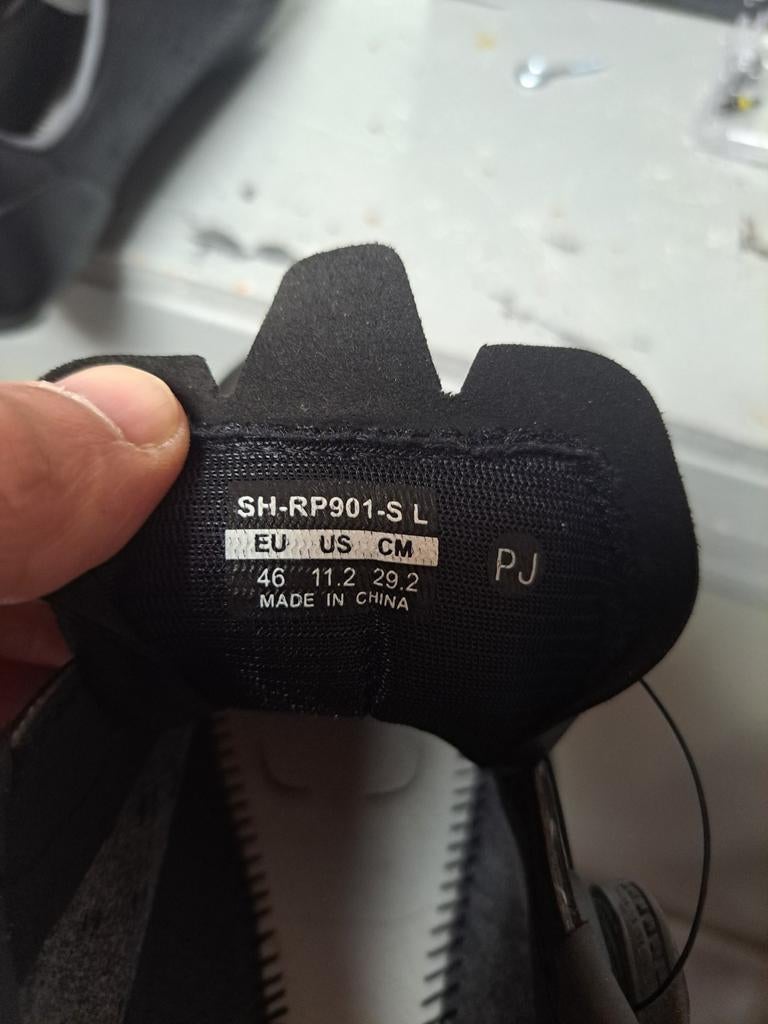 SH-RP901-S L
EU US CM
46 11.2 29.2
MADE IN CHINA
PJ